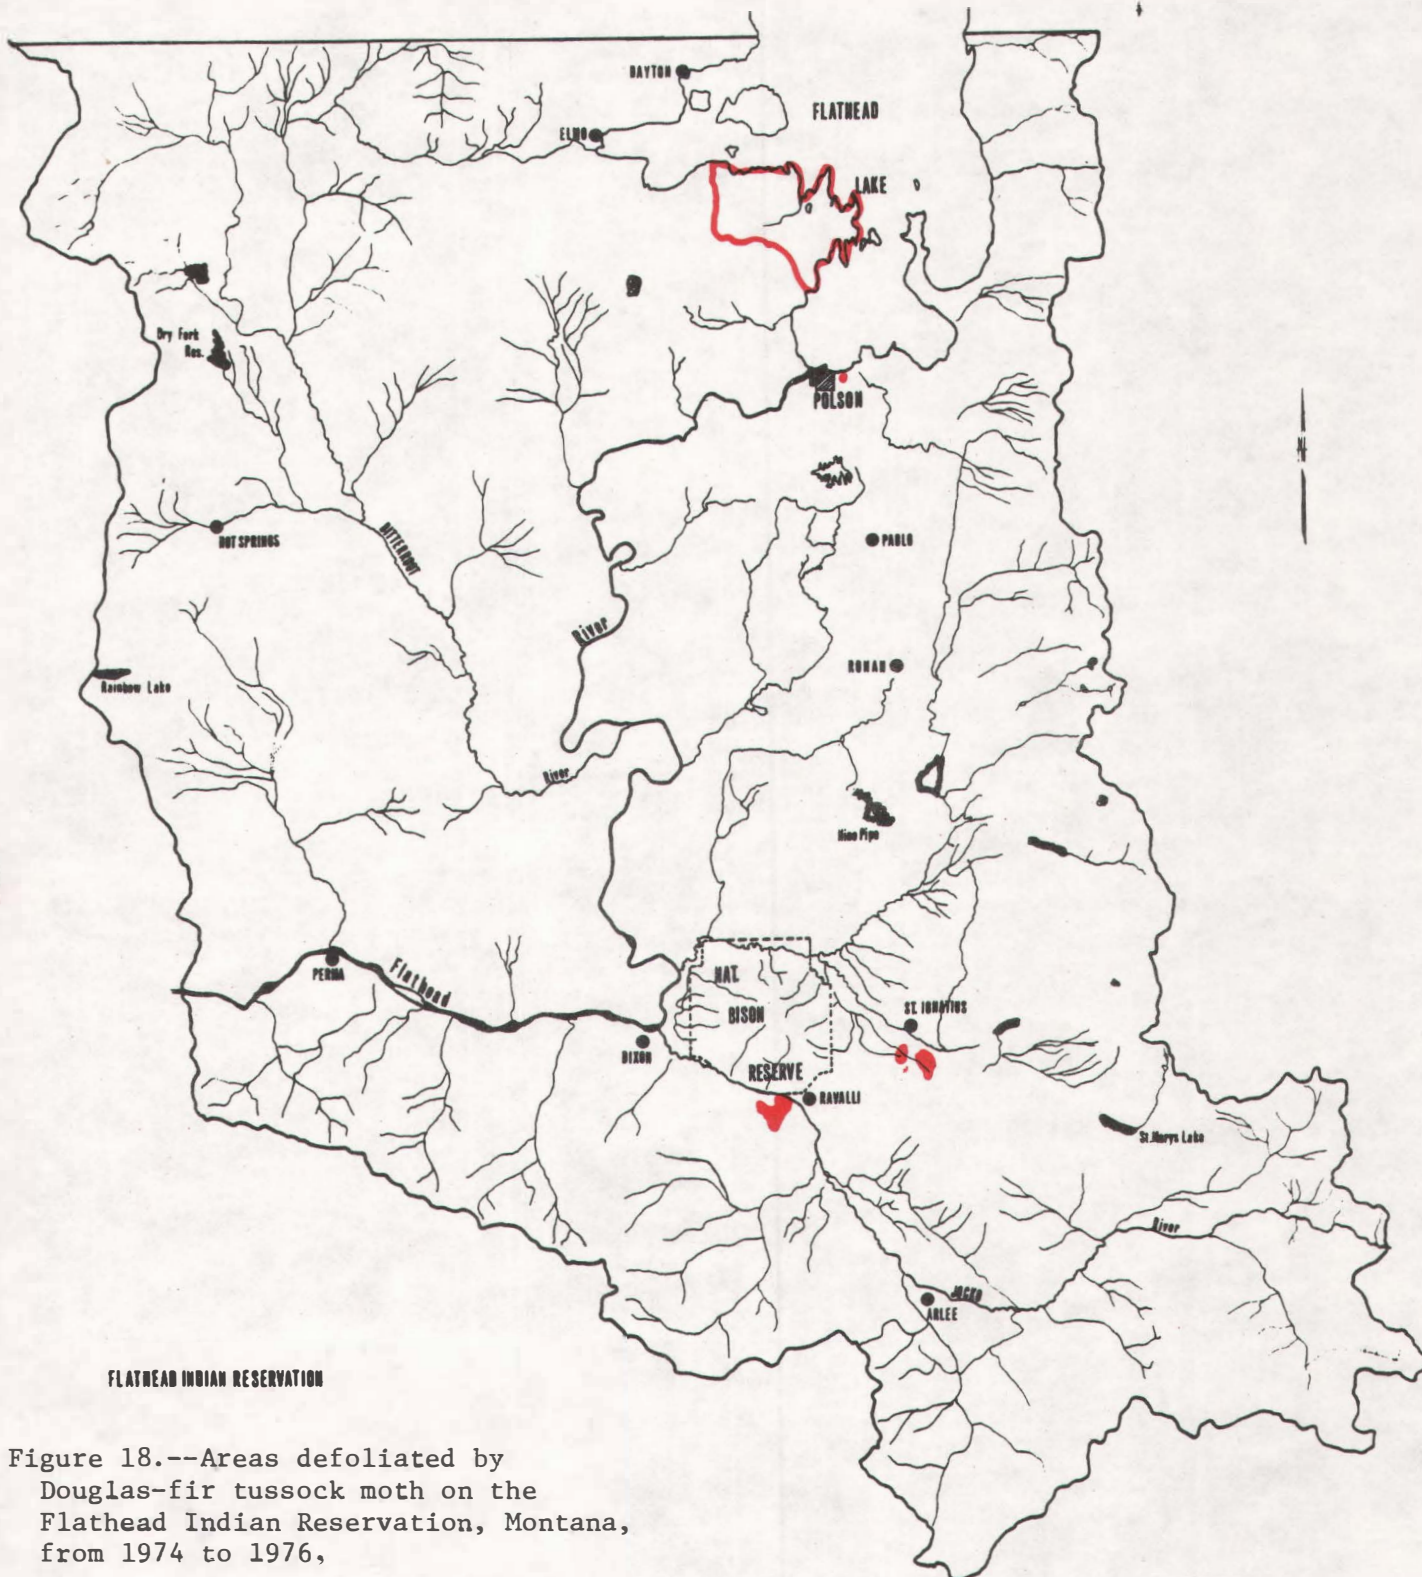 DAYTON
FLATHEAD
ELMO
LAKE
Dry Fork
Res.
POLSON
HOT SPRINGS
BITTERROOT
PABLO
River
RONAN
Rainbow Lake
River
Nine Pipe
PERMA
Flathead
NAT.
BISON
RESERVE
ST. IGNATIUS
DIXON
RAVALLI
St. Marys Lake
River
JOCKO
ARLEE
N
FLATHEAD INDIAN RESERVATION
Figure 18.--Areas defoliated by
Douglas-fir tussock moth on the
Flathead Indian Reservation, Montana,
from 1974 to 1976,